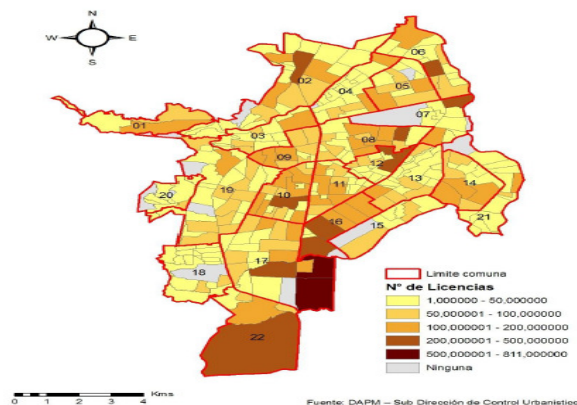 N
W E
S
06
02
05
04
07
01
03
08
09
12
13
14
20
19
11
10
21
16
15
17
18
22
Limite comuna
N° de Licencias
1,000000 - 50,000000
50,000001 - 100,000000
100,000001 - 200,000000
200,000001 - 500,000000
500,000001 - 811,000000
Ninguna
0 1 2 3 4 Kms
Fuente: DAPM – Sub Dirección de Control Urbanistico